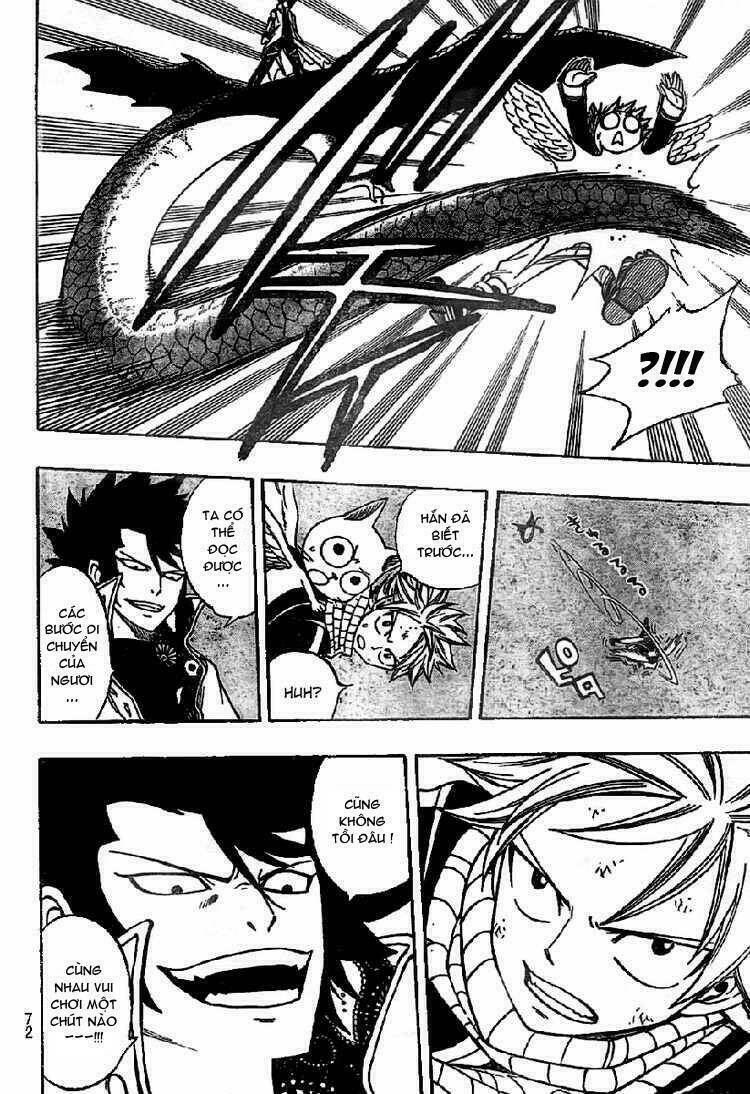 ?!!!
HẮN ĐÃ
BIẾT
TRƯỚC...
HUH?
TA CÓ
THỂ
ĐỌC
ĐƯỢC
...
CÁC
BƯỚC DI
CHUYỂN
CỦA
NGƯƠI
...
CŨNG
KHÔNG
TỒI ĐÂU !
CÙNG
NHAU VUI
CHƠI MỘT
CHÚT NÀO
---!!!
72